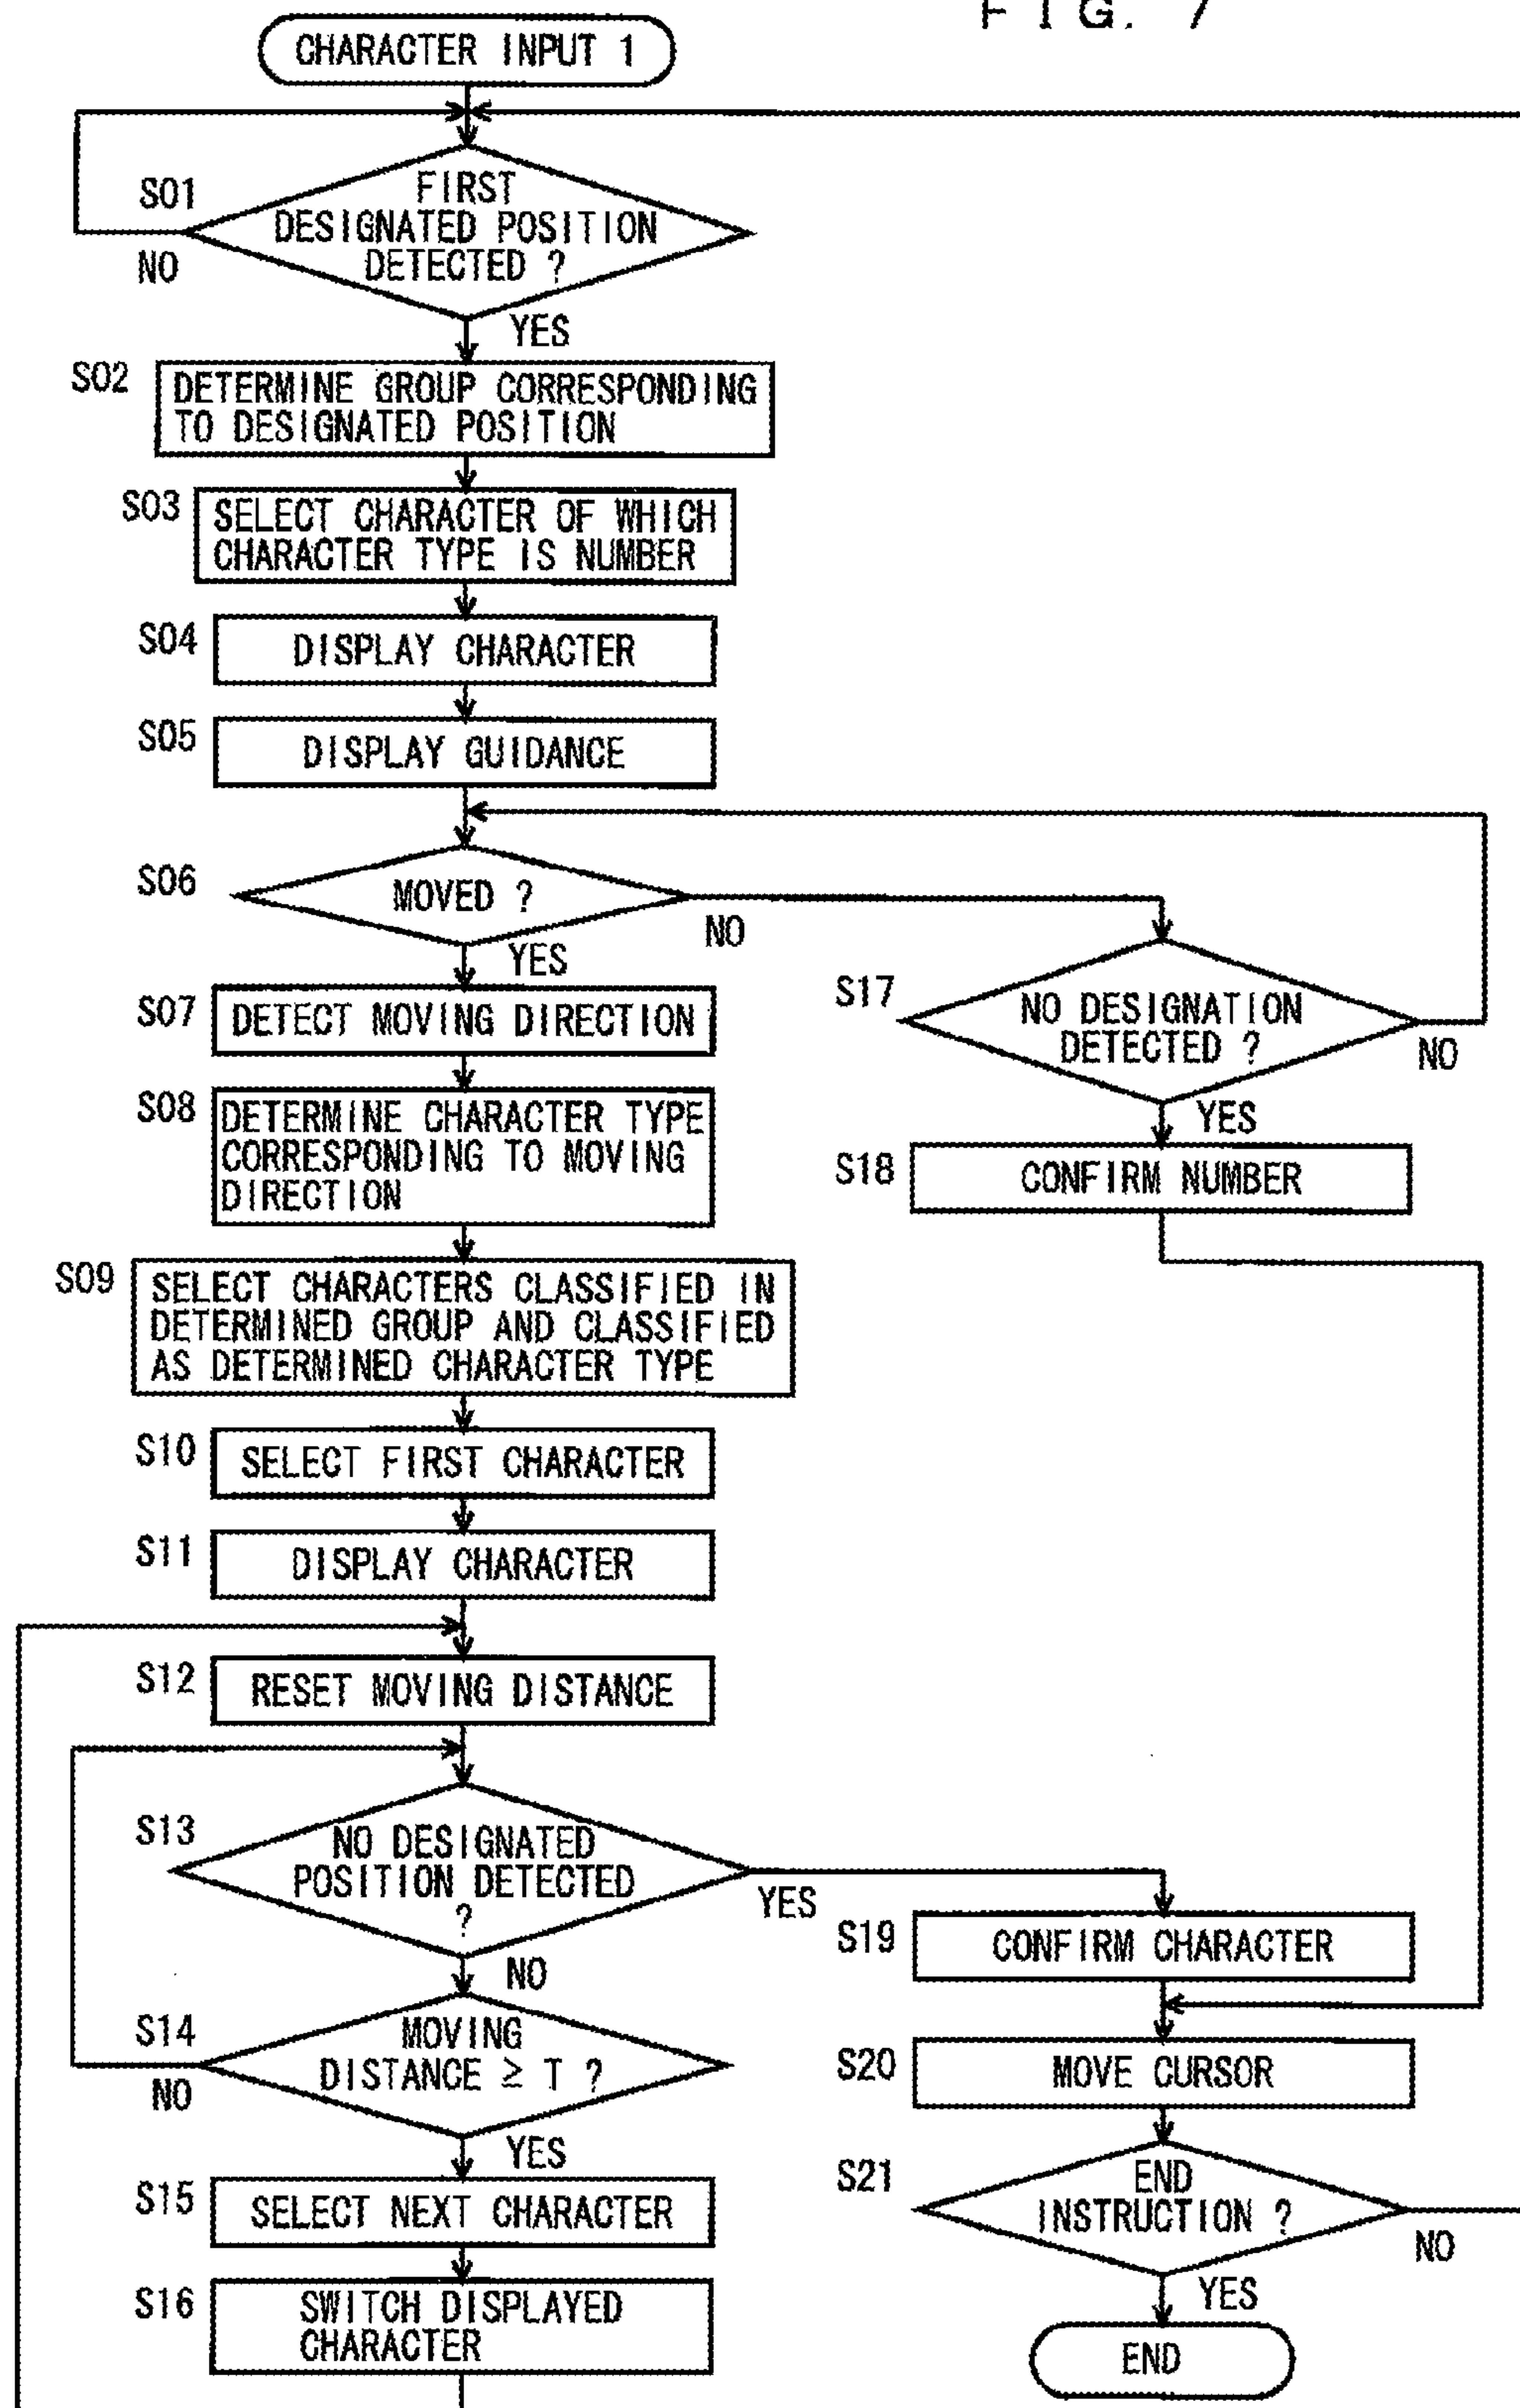 FIG. 7
CHARACTER INPUT 1
S01
FIRST
DESIGNATED POSITION
DETECTED ?
NO
YES
S02
DETERMINE GROUP CORRESPONDING
TO DESIGNATED POSITION
S03
SELECT CHARACTER OF WHICH
CHARACTER TYPE IS NUMBER
S04
DISPLAY CHARACTER
S05
DISPLAY GUIDANCE
S06
MOVED ?
NO
YES
S07
DETECT MOVING DIRECTION
S17
NO DESIGNATION
DETECTED ?
NO
YES
S08
DETERMINE CHARACTER TYPE
CORRESPONDING TO MOVING
DIRECTION
S18
CONFIRM NUMBER
S09
SELECT CHARACTERS CLASSIFIED IN
DETERMINED GROUP AND CLASSIFIED
AS DETERMINED CHARACTER TYPE
S10
SELECT FIRST CHARACTER
S11
DISPLAY CHARACTER
S12
RESET MOVING DISTANCE
S13
NO DESIGNATED
POSITION DETECTED
?
YES
NO
S19
CONFIRM CHARACTER
S14
MOVING
DISTANCE ≥ T ?
NO
YES
S20
MOVE CURSOR
S15
SELECT NEXT CHARACTER
S21
END
INSTRUCTION ?
NO
YES
S16
SWITCH DISPLAYED
CHARACTER
END